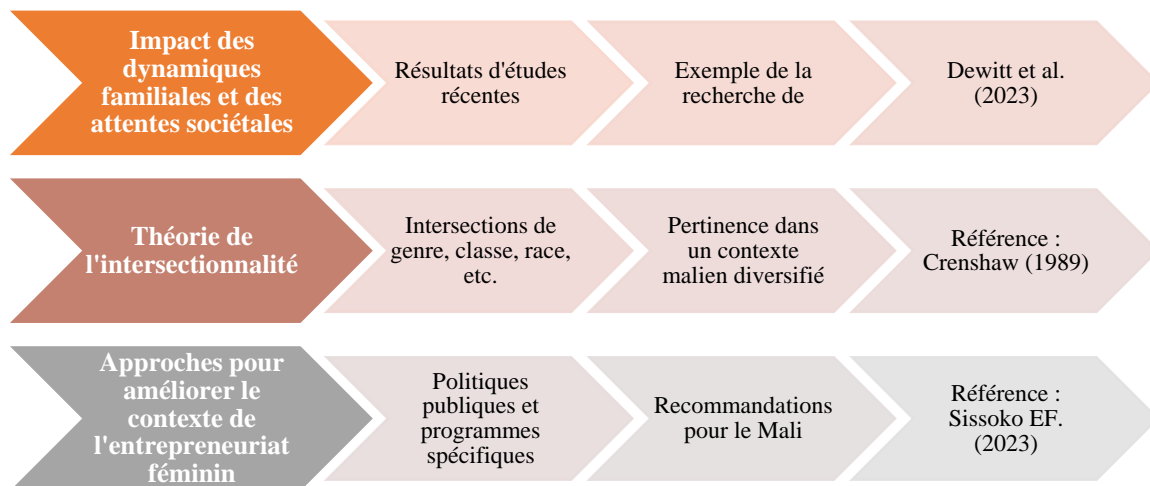 Impact des
dynamiques
familiales et des
attentes sociétales
Résultats d'études
récentes
Exemple de la
recherche de
Dewitt et al.
(2023)
Théorie de
l'intersectionnalité
Intersections de
genre, classe, race,
etc.
Pertinence dans
un contexte
malien diversifié
Référence :
Crenshaw (1989)
Approches pour
améliorer le
contexte de
l'entrepreneuriat
féminin
Politiques
publiques et
programmes
spécifiques
Recommandations
pour le Mali
Référence :
Sissoko EF.
(2023)